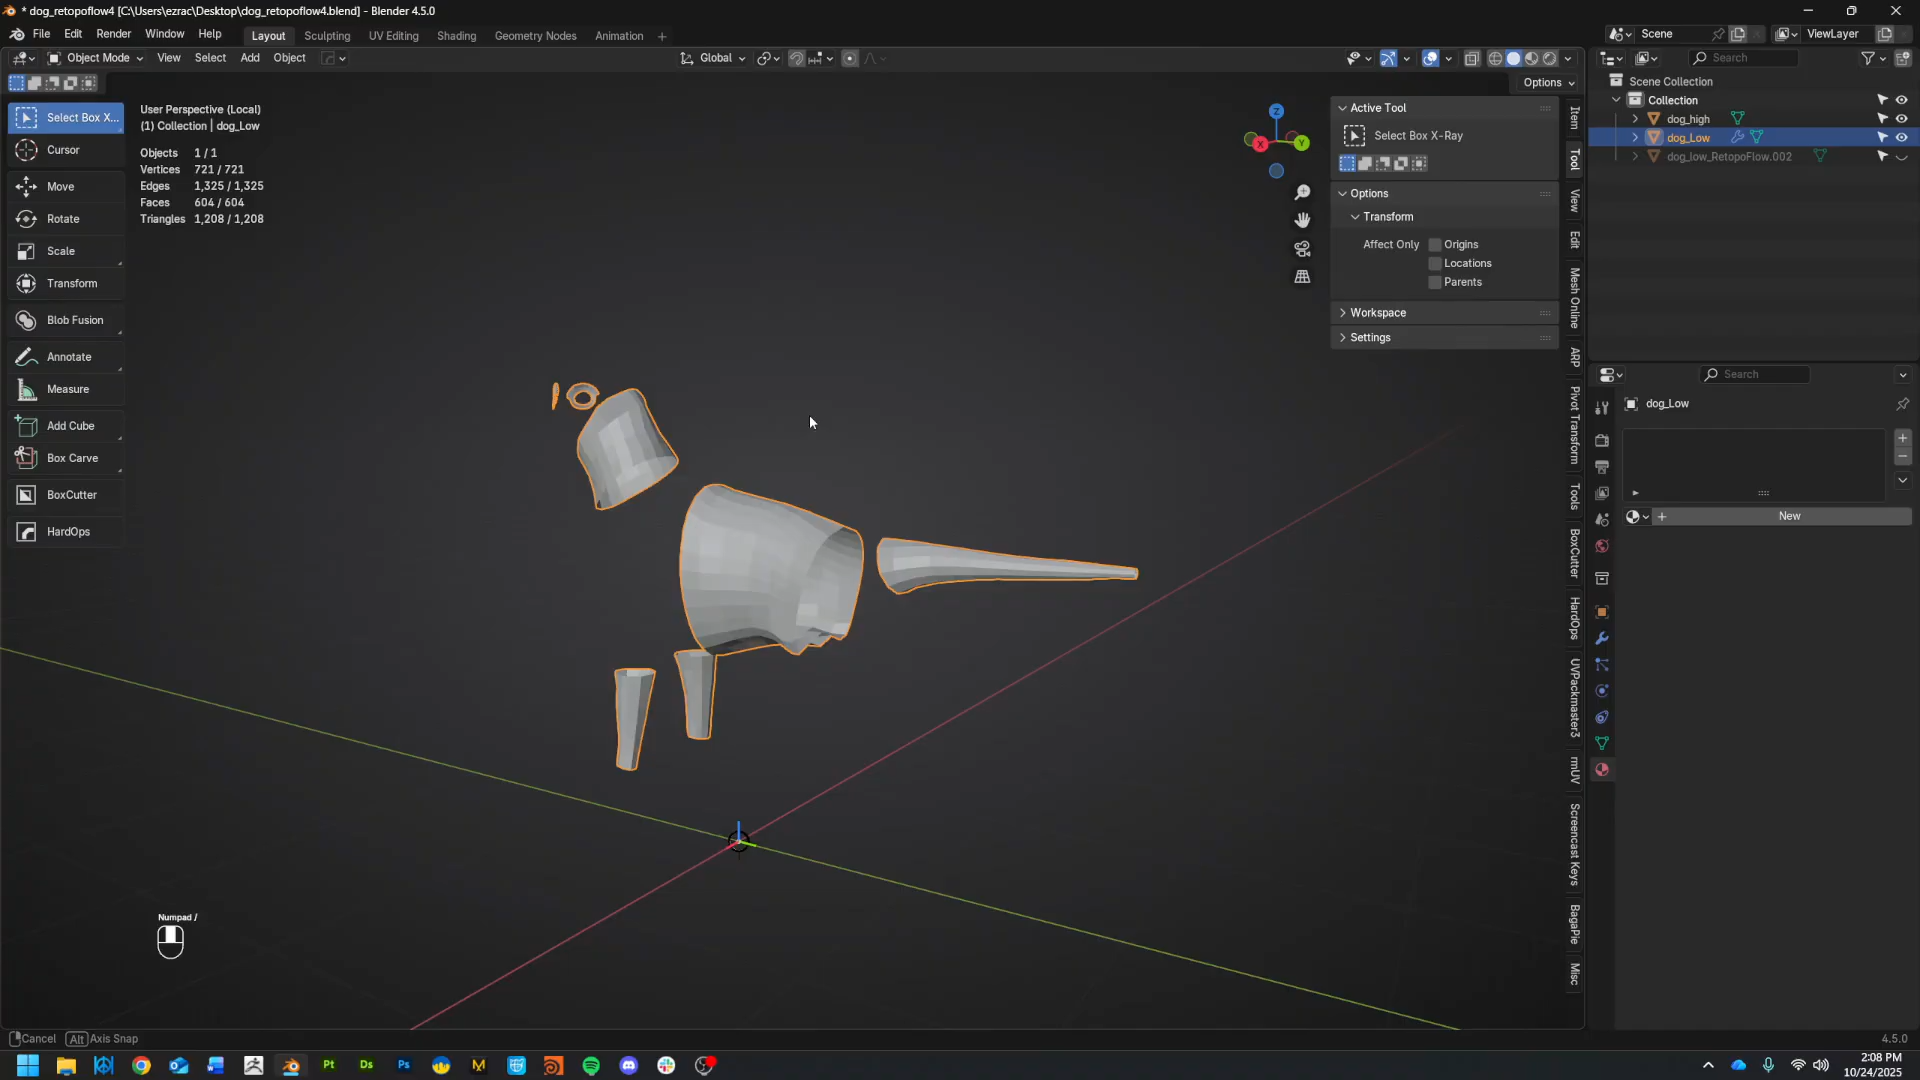 * dog_retopoflow4 [C:\Users\ezrac\Desktop\dog_retopoflow4.blend] - Blender 4.5.0
File Edit Render Window Help Layout Sculpting UV Editing Shading Geometry Nodes Animation + Scene ViewLayer
Object Mode View Select Add Object Global Search
Options
Select Box X...
Cursor
Move
Rotate
Scale
Transform
Blob Fusion
Annotate
Measure
Add Cube
Box Carve
BoxCutter
HardOps
User Perspective (Local)
(1) Collection | dog_Low
Objects 1 / 1
Vertices 721 / 721
Edges 1,325 / 1,325
Faces 604 / 604
Triangles 1,208 / 1,208
Z
X
Y
Active Tool
Select Box X-Ray
Options
Transform
Affect Only Origins
Locations
Parents
Workspace
Settings
Item
Tool
View
Edit
Mesh Online
ARP
Pivot Transform
Tools
BoxCutter
HardOps
UVPackmaster3
rmUV
Screencast Keys
BagaPie
Misc
Scene Collection
Collection
dog_high
dog_Low
dog_low_RetopoFlow.002
Search
dog_Low
New
Numpad /
Cancel Alt Axis Snap
4.5.0
Pt Ds Ps M
2:08 PM
10/24/2025